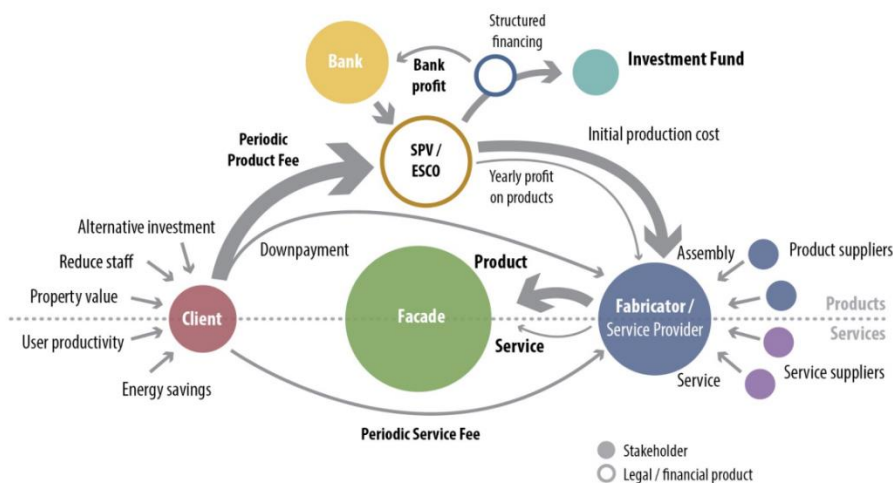 Structured
financing
Bank
Bank
profit
Investment Fund
Periodic
Product Fee
SPV /
ESCO
Initial production cost
Yearly profit
on products
Alternative investment
Reduce staff
Property value
User productivity
Energy savings
Downpayment
Client
Product
Facade
Service
Assembly
Product suppliers
Fabricator /
Service Provider
Products
Services
Service
Service suppliers
Periodic Service Fee
Stakeholder
Legal / financial product